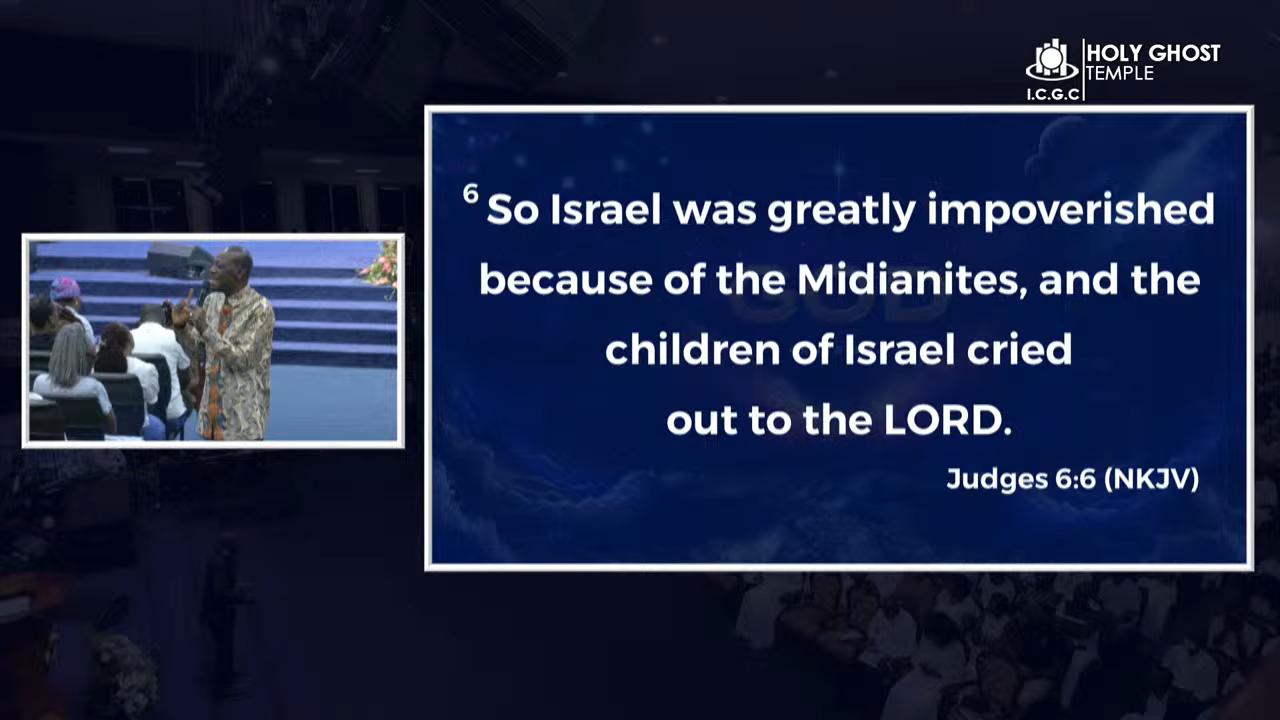 HOLY GHOST
TEMPLE
I.C.G.C
6 So Israel was greatly impoverished
because of the Midianites, and the
children of Israel cried
out to the LORD.
Judges 6:6 (NKJV)